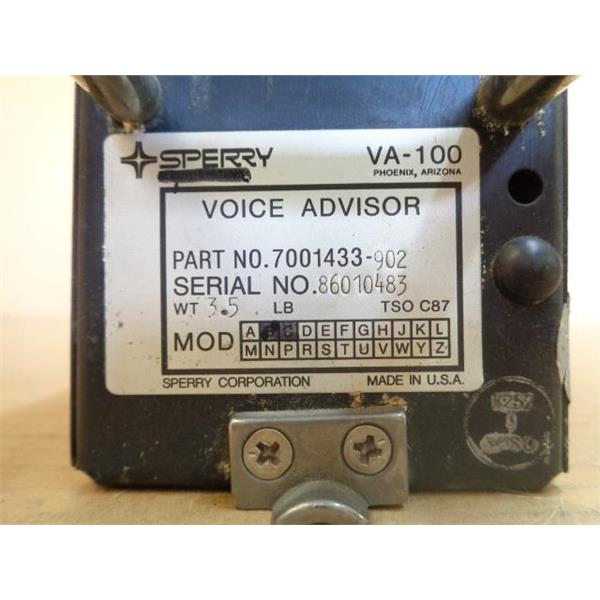 SPERRY VA-100
PHOENIX, ARIZONA
VOICE ADVISOR
PART NO. 7001433-902
SERIAL NO. 86010483
WT 3.5 LB TSO C87
MOD A C D E F G H J K L
M N P R S T U V W Y Z
SPERRY CORPORATION MADE IN U.S.A.